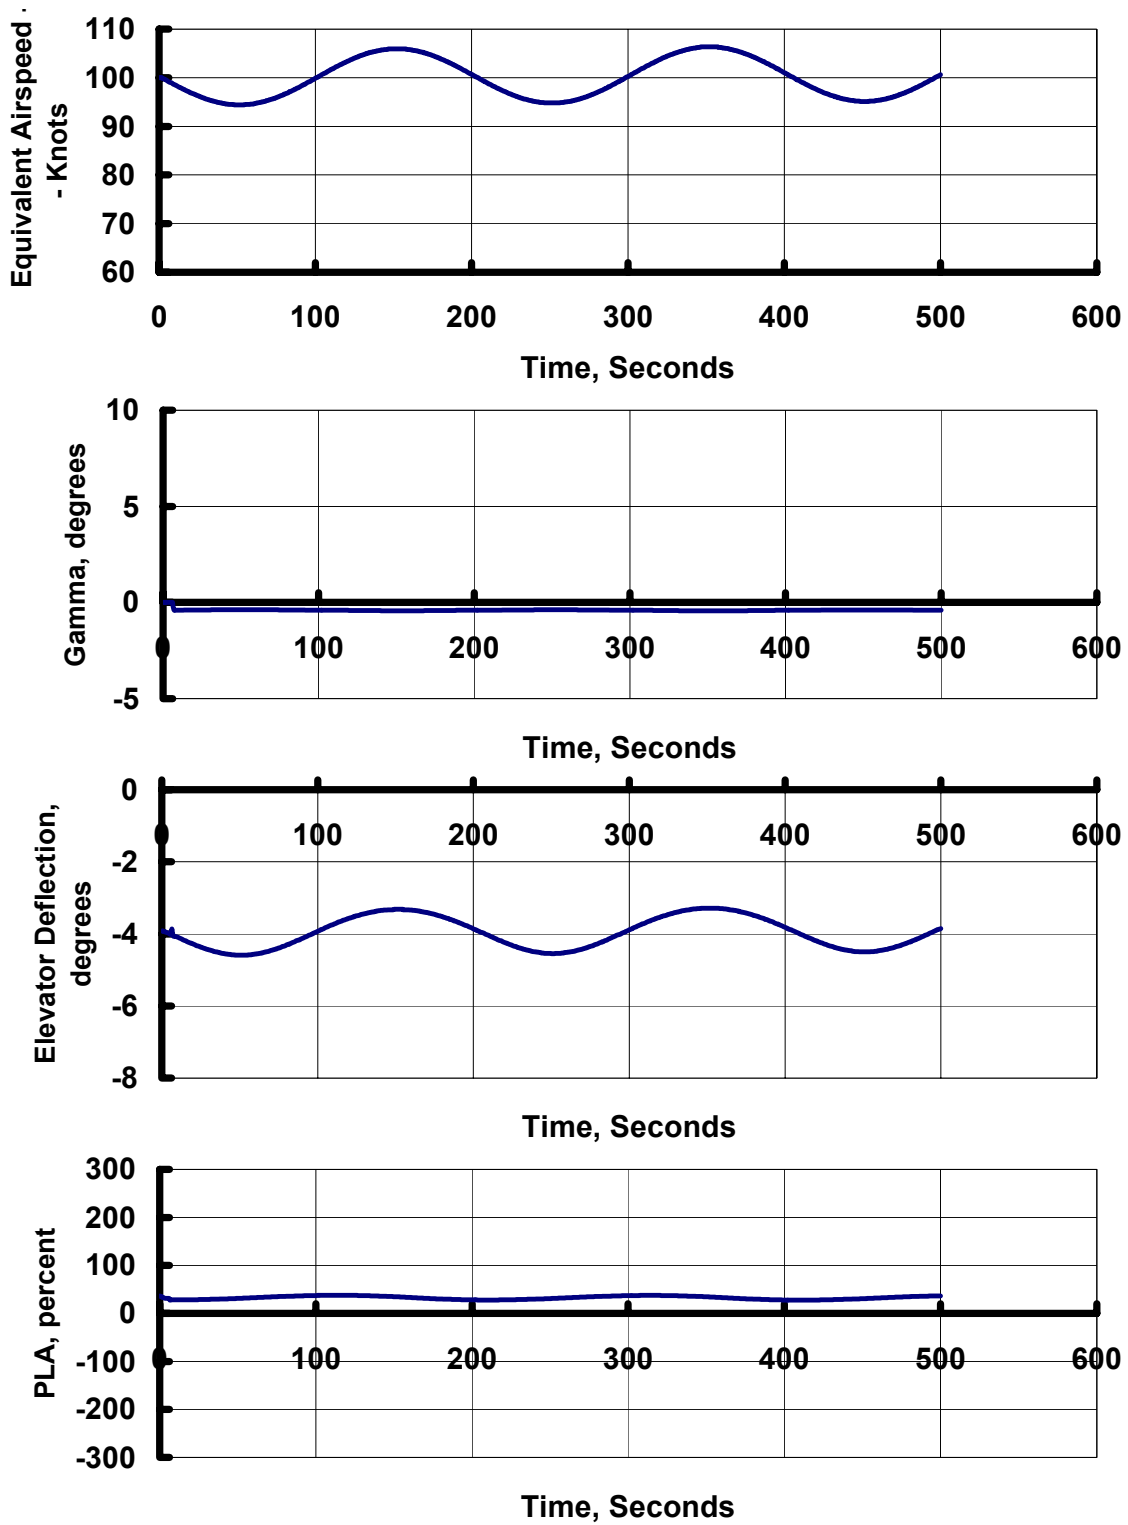 Equivalent Airspeed -
- Knots
110
100
90
80
70
60
0 100 200 300 400 500 600
Time, Seconds
Gamma, degrees
10
5
0
-5
0 100 200 300 400 500 600
Time, Seconds
Elevator Deflection,
degrees
0
-2
-4
-6
-8
0 100 200 300 400 500 600
Time, Seconds
PLA, percent
300
200
100
0
-100
-200
-300
0 100 200 300 400 500 600
Time, Seconds